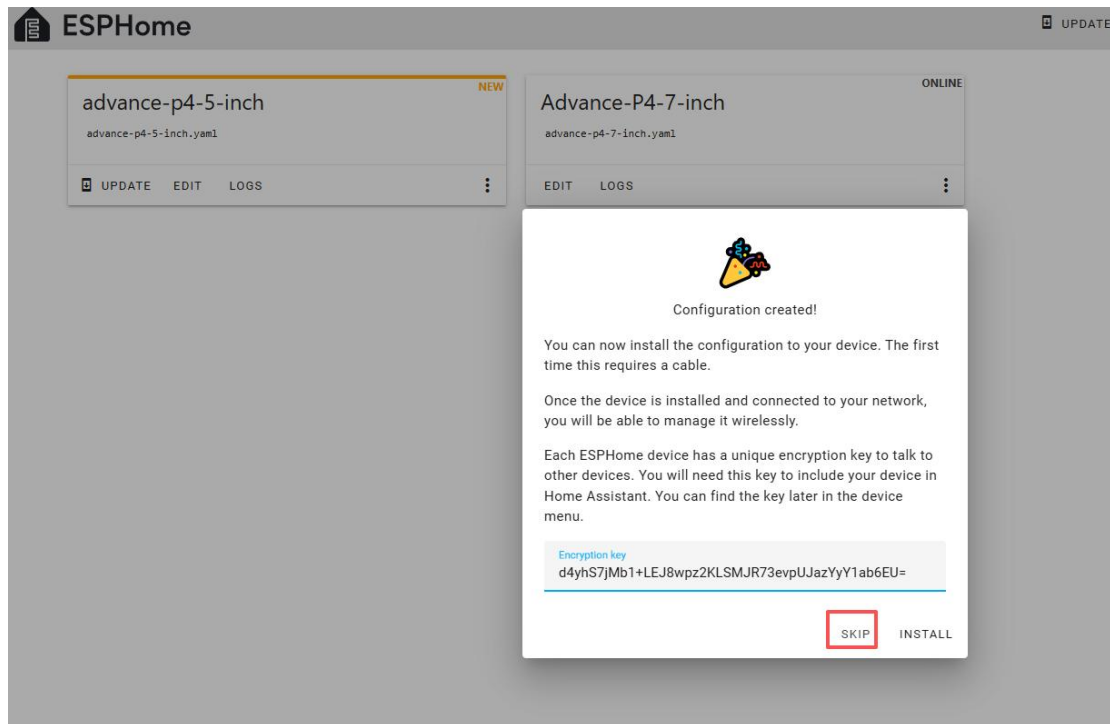 ESPHome
UPDATE
NEW
advance-p4-5-inch
advance-p4-5-inch.yaml
UPDATE EDIT LOGS
ONLINE
Advance-P4-7-inch
advance-p4-7-inch.yaml
EDIT LOGS
Configuration created!
You can now install the configuration to your device. The first
time this requires a cable.
Once the device is installed and connected to your network,
you will be able to manage it wirelessly.
Each ESPHome device has a unique encryption key to talk to
other devices. You will need this key to include your device in
Home Assistant. You can find the key later in the device
menu.
Encryption key
d4yhS7jMb1+LEJ8wpz2KLSMJR73evpUJazYyY1ab6EU=
SKIP INSTALL